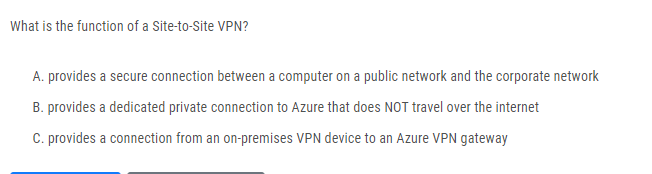 What is the function of a Site-to-Site VPN?
A. provides a secure connection between a computer on a public network and the corporate network
B. provides a dedicated private connection to Azure that does NOT travel over the internet
C. provides a connection from an on-premises VPN device to an Azure VPN gateway